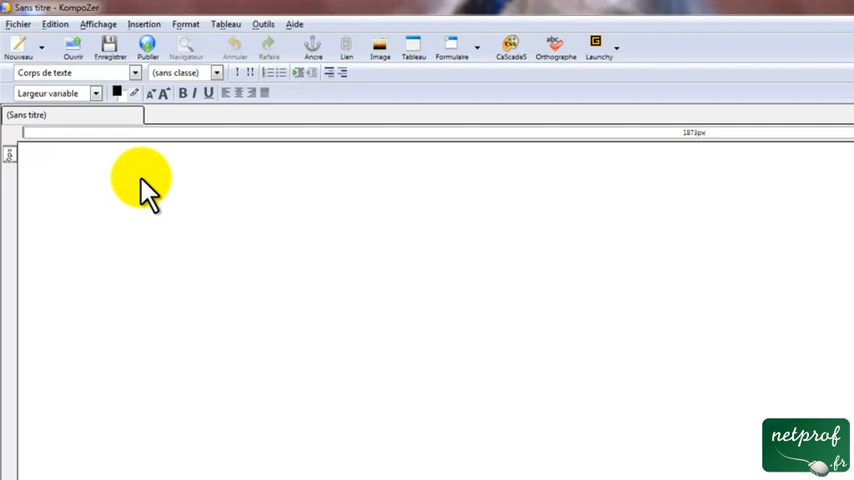 Sans titre - KompoZer
Fichier Edition Affichage Insertion Format Tableau Outils Aide
Nouveau Ouvrir Enregistrer Publier Navigateur Annuler Refaire Ancre Lien Image Tableau Formulaire CaScadeS Orthographe Launchy
Corps de texte (sans classe)
Largeur variable B I U
(Sans titre)
1873px
0px
netprof
.fr